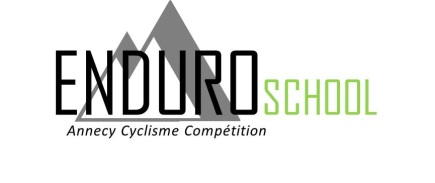 ENDURO SCHOOL
Annecy Cyclisme Compétition